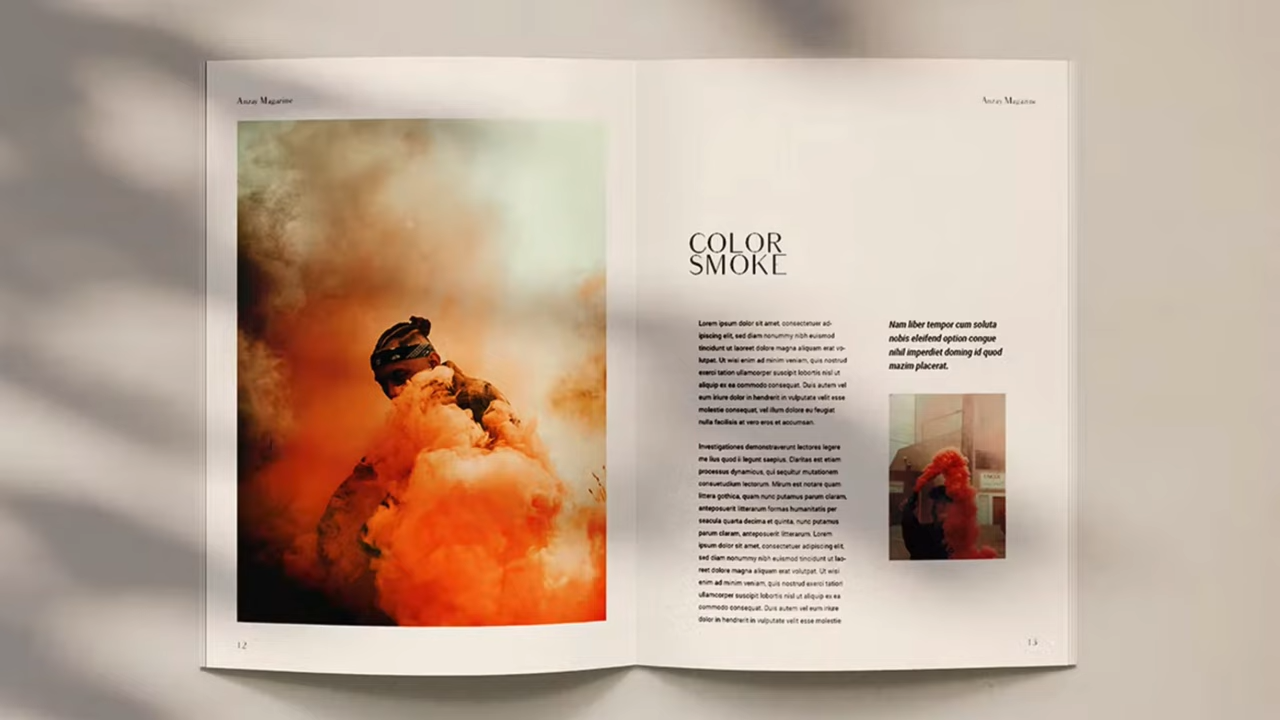 Anzay Magazine
Anzay Magazine
COLOR
SMOKE
Lorem ipsum dolor sit amet, consectetuer ad-
ipiscing elit, sed diam nonummy nibh euismod
tincidunt ut laoreet dolore magna aliquam erat vo-
lutpat. Ut wisi enim ad minim veniam, quis nostrud
exerci tation ullamcorper suscipit lobortis nisl ut
aliquip ex ea commodo consequat. Duis autem vel
eum iriure dolor in hendrerit in vulputate velit esse
molestie consequat, vel illum dolore eu feugiat
nulla facilisis at vero eros et accumsan.
Investigationes demonstraverunt lectores legere
me lius quod ii legunt saepius. Claritas est etiam
processus dynamicus, qui sequitur mutationem
consuetudium lectorum. Mirum est notare quam
littera gothica, quam nunc putamus parum claram,
anteposuerit litterarum formas humanitatis per
seacula quarta decima et quinta, nunc putamus
parum claram, anteposuerit litterarum. Lorem
ipsum dolor sit amet, consectetuer adipiscing elit,
sed diam nonummy nibh euismod tincidunt ut lao-
reet dolore magna aliquam erat volutpat. Ut wisi
enim ad minim veniam, quis nostrud exerci tation
ullamcorper suscipit lobortis nisl ut aliquip ex ea
commodo consequat. Duis autem vel eum iriure
dolor in hendrerit in vulputate velit esse molestie
Nam liber tempor cum soluta
nobis eleifend option congue
nihil imperdiet doming id quod
mazim placerat.
12
13